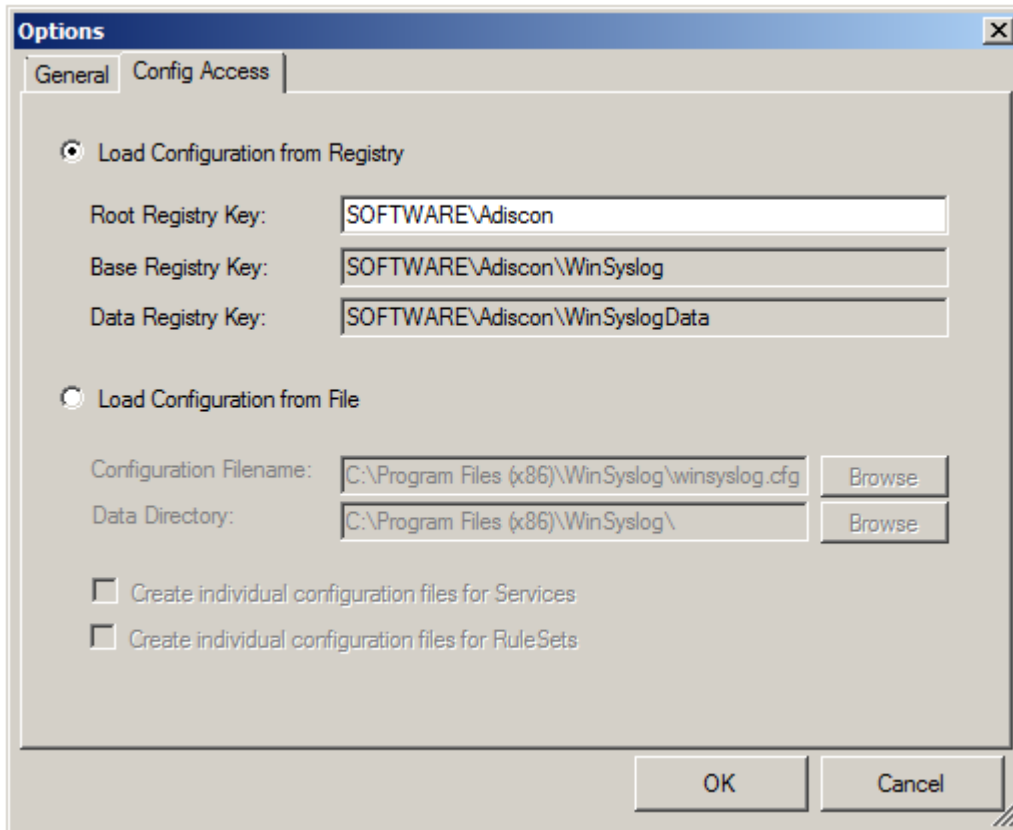 Options
General Config Access
Load Configuration from Registry
Root Registry Key: SOFTWARE\Adiscon
Base Registry Key: SOFTWARE\Adiscon\WinSyslog
Data Registry Key: SOFTWARE\Adiscon\WinSyslogData
Load Configuration from File
Configuration Filename: C:\Program Files (x86)\WinSyslog\winsyslog.cfg Browse
Data Directory: C:\Program Files (x86)\WinSyslog\ Browse
Create individual configuration files for Services
Create individual configuration files for RuleSets
OK Cancel